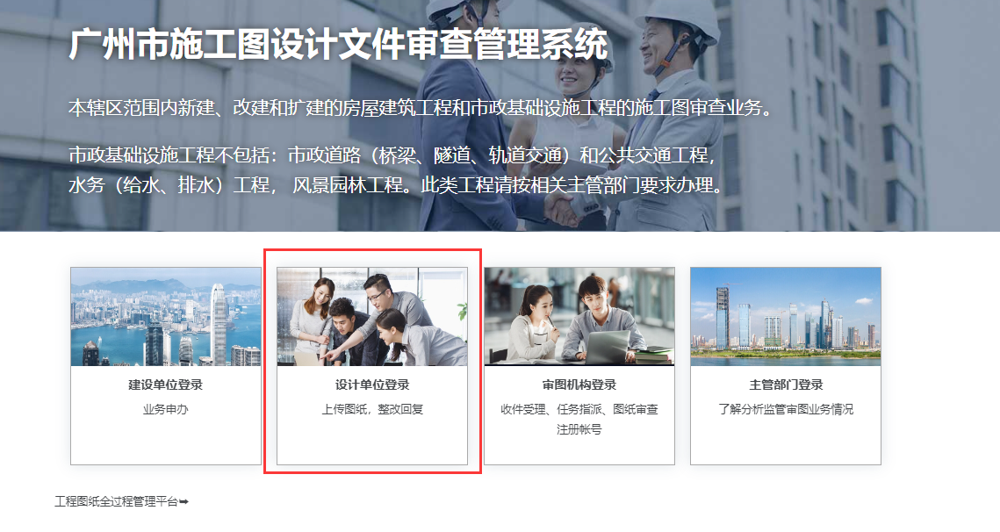 广州市施工图设计文件审查管理系统
本辖区范围内新建、改建和扩建的房屋建筑工程和市政基础设施工程的施工图审查业务。
市政基础设施工程不包括：市政道路（桥梁、隧道、轨道交通）和公共交通工程，
水务（给水、排水）工程， 风景园林工程。此类工程请按相关主管部门要求办理。
建设单位登录
业务申办
设计单位登录
上传图纸，整改回复
审图机构登录
收件受理、任务指派、图纸审查
注册帐号
主管部门登录
了解分析监管审图业务情况
工程图纸全过程管理平台➡